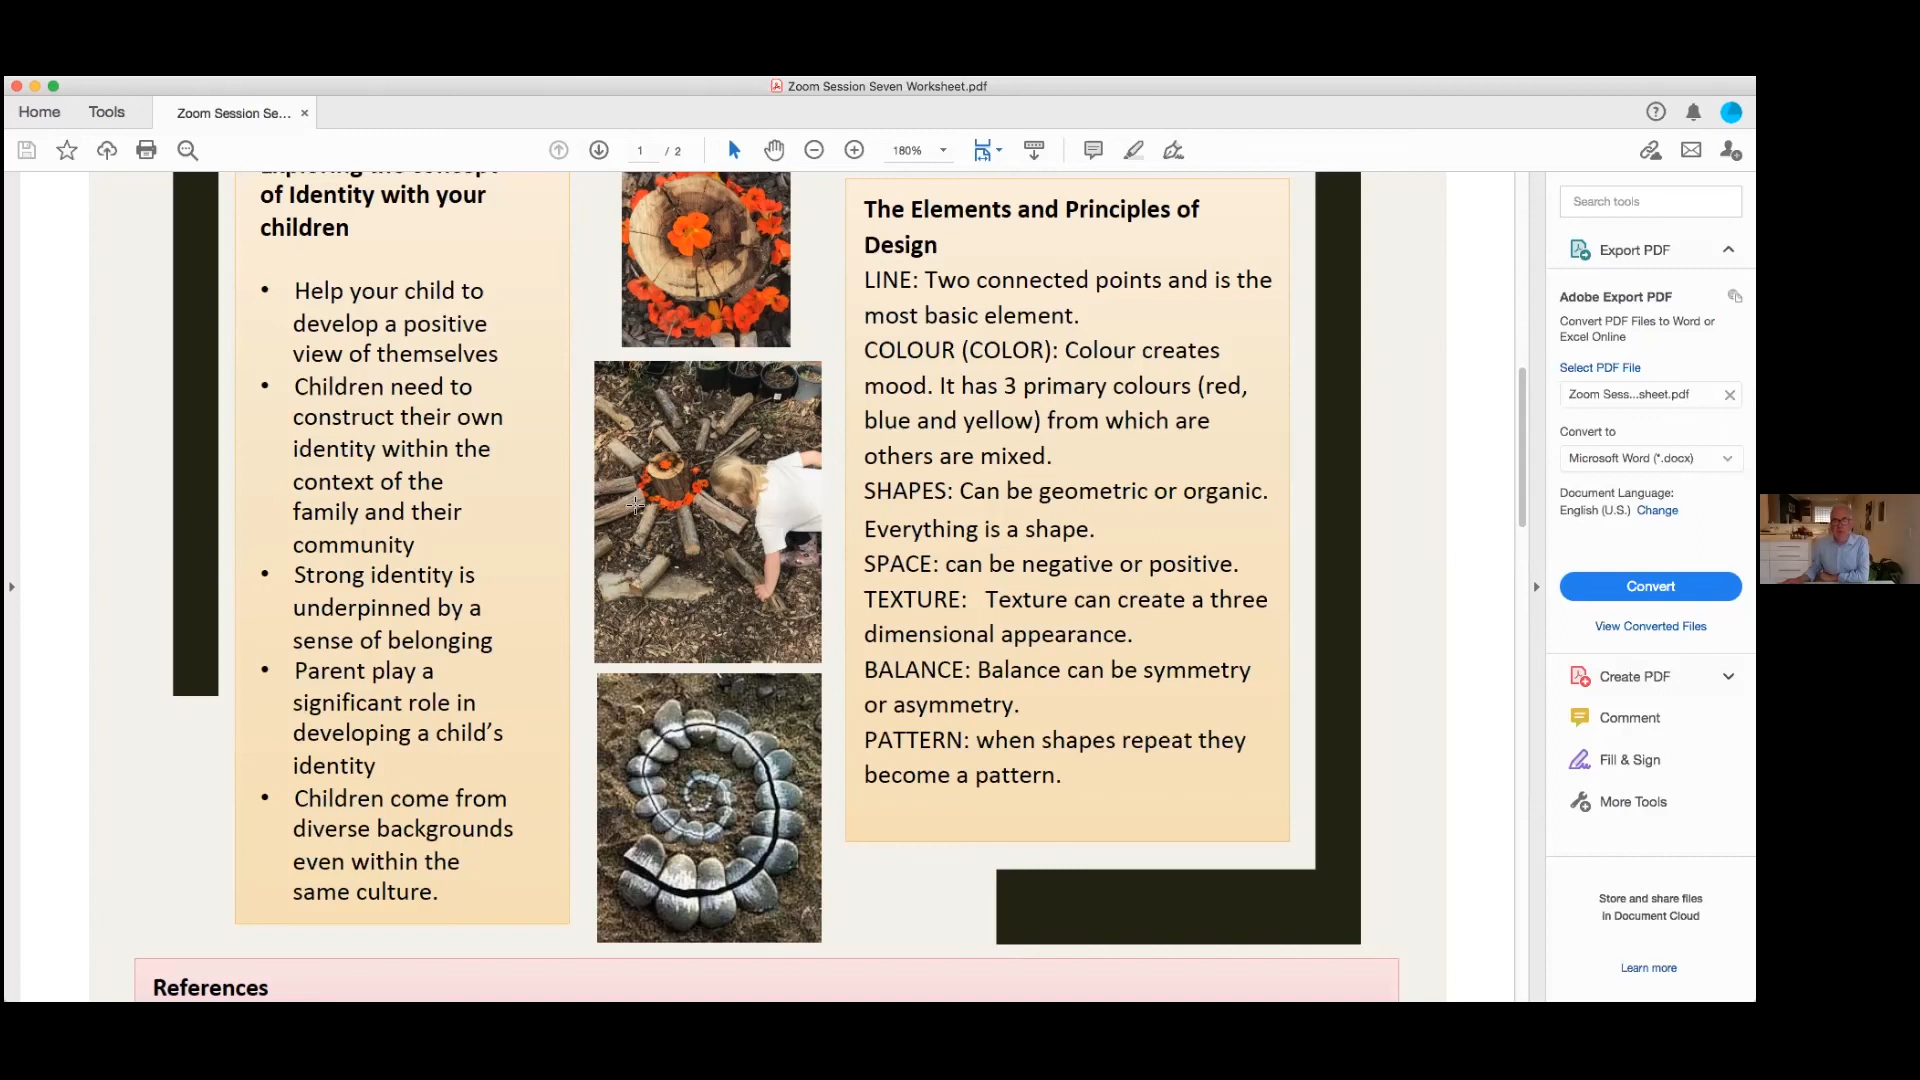 Zoom Session Seven Worksheet.pdf
Home
Tools
Zoom Session Se...
1
/ 2
180%
Exploring the concept
of Identity with your
children
• Help your child to
develop a positive
view of themselves
• Children need to
construct their own
identity within the
context of the
family and their
community
• Strong identity is
underpinned by a
sense of belonging
• Parent play a
significant role in
developing a child’s
identity
• Children come from
diverse backgrounds
even within the
same culture.
The Elements and Principles of
Design
LINE: Two connected points and is the
most basic element.
COLOUR (COLOR): Colour creates
mood. It has 3 primary colours (red,
blue and yellow) from which are
others are mixed.
SHAPES: Can be geometric or organic.
Everything is a shape.
SPACE: can be negative or positive.
TEXTURE: Texture can create a three
dimensional appearance.
BALANCE: Balance can be symmetry
or asymmetry.
PATTERN: when shapes repeat they
become a pattern.
References
Search tools
Export PDF
Adobe Export PDF
Convert PDF Files to Word or
Excel Online
Select PDF File
Zoom Sess...sheet.pdf
Convert to
Microsoft Word (*.docx)
Document Language:
English (U.S.) Change
Convert
View Converted Files
Create PDF
Comment
Fill & Sign
More Tools
Store and share files
in Document Cloud
Learn more